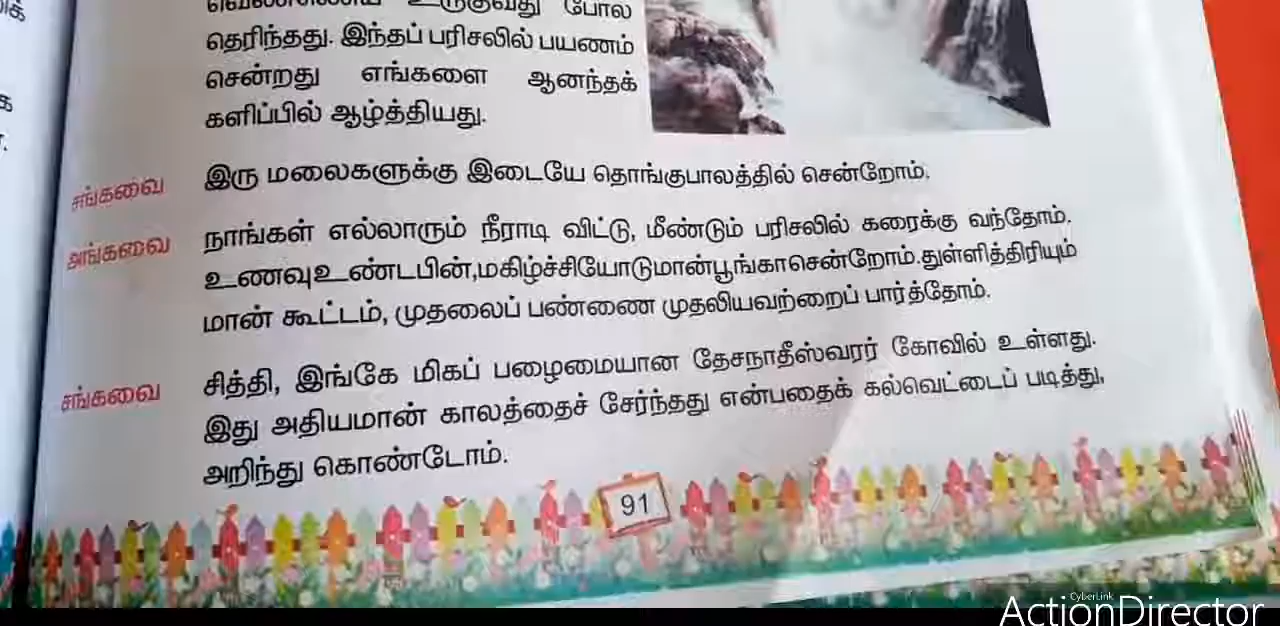 போல
தெரிந்தது. இந்தப் பரிசலில் பயணம்
சென்றது எங்களை ஆனந்தக்
களிப்பில் ஆழ்த்தியது.
சங்கவை இரு மலைகளுக்கு இடையே தொங்குபாலத்தில் சென்றோம்.
அங்கவை நாங்கள் எல்லாரும் நீராடி விட்டு, மீண்டும் பரிசலில் கரைக்கு வந்தோம்.
உணவு உண்டபின், மகிழ்ச்சியோடு மான் பூங்கா சென்றோம். துள்ளித்திரியும்
மான் கூட்டம், முதலைப் பண்ணை முதலியவற்றைப் பார்த்தோம்.
சங்கவை சித்தி, இங்கே மிகப் பழைமையான தேசநாதீஸ்வரர் கோவில் உள்ளது.
இது அதியமான் காலத்தைச் சேர்ந்தது என்பதைக் கல்வெட்டைப் படித்து,
அறிந்து கொண்டோம்.
91
CyberLink
ActionDirector